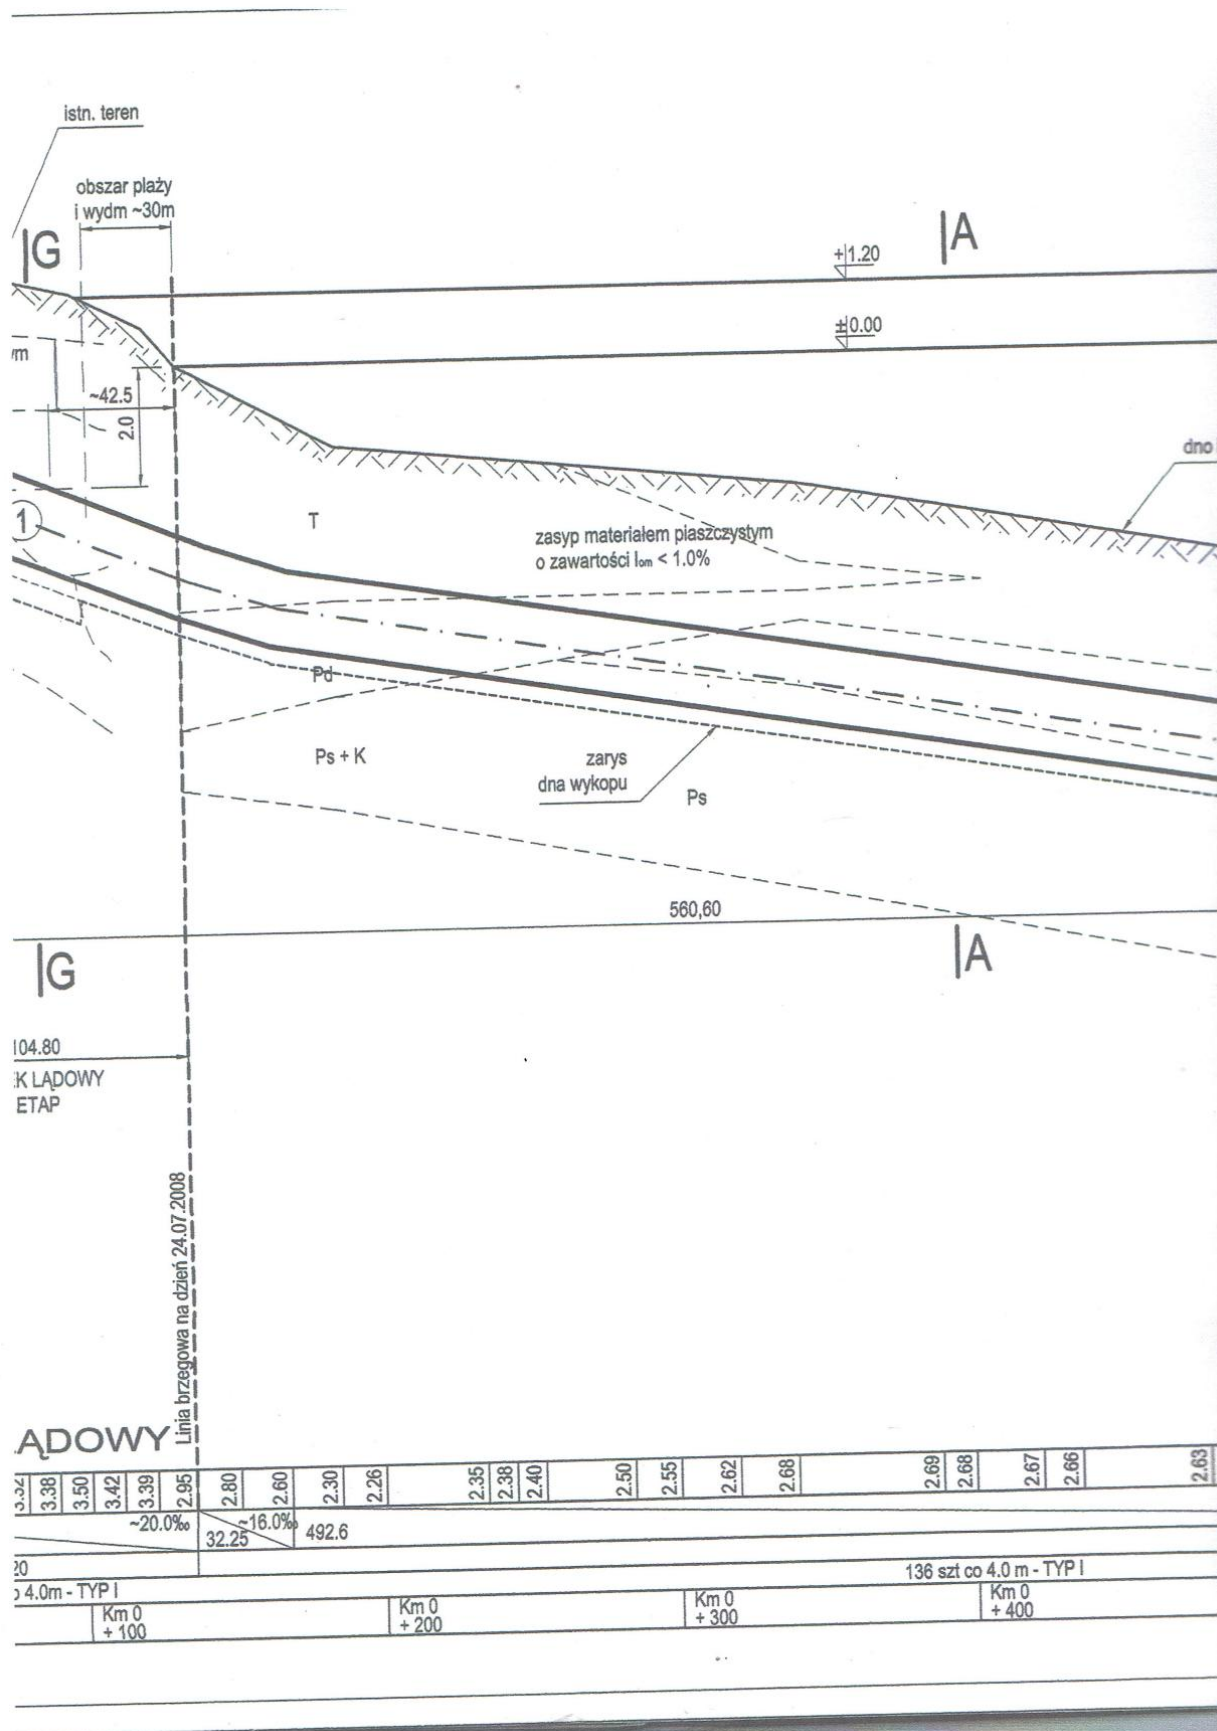 istn. teren
obszar plaży
i wydm ~30m
G
A
+1.20
±0.00
~42.5
2.0
dno
1
T
zasyp materiałem piaszczystym
o zawartości Iom < 1.0%
Pd
Ps + K
zarys
dna wykopu
Ps
560,60
G
A
104.80
ETAP
Linia brzegowa na dzień 24.07.2008
3.38
3.50
3.42
3.39
2.95
2.80
2.60
2.30
2.26
2.35
2.38
2.40
2.50
2.55
2.62
2.68
2.69
2.68
2.67
2.66
2.63
~20.0‰
32.25
~16.0‰
492.6
20
4.0m - TYP I
136 szt co 4.0 m - TYP I
Km 0
+ 100
Km 0
+ 200
Km 0
+ 300
Km 0
+ 400